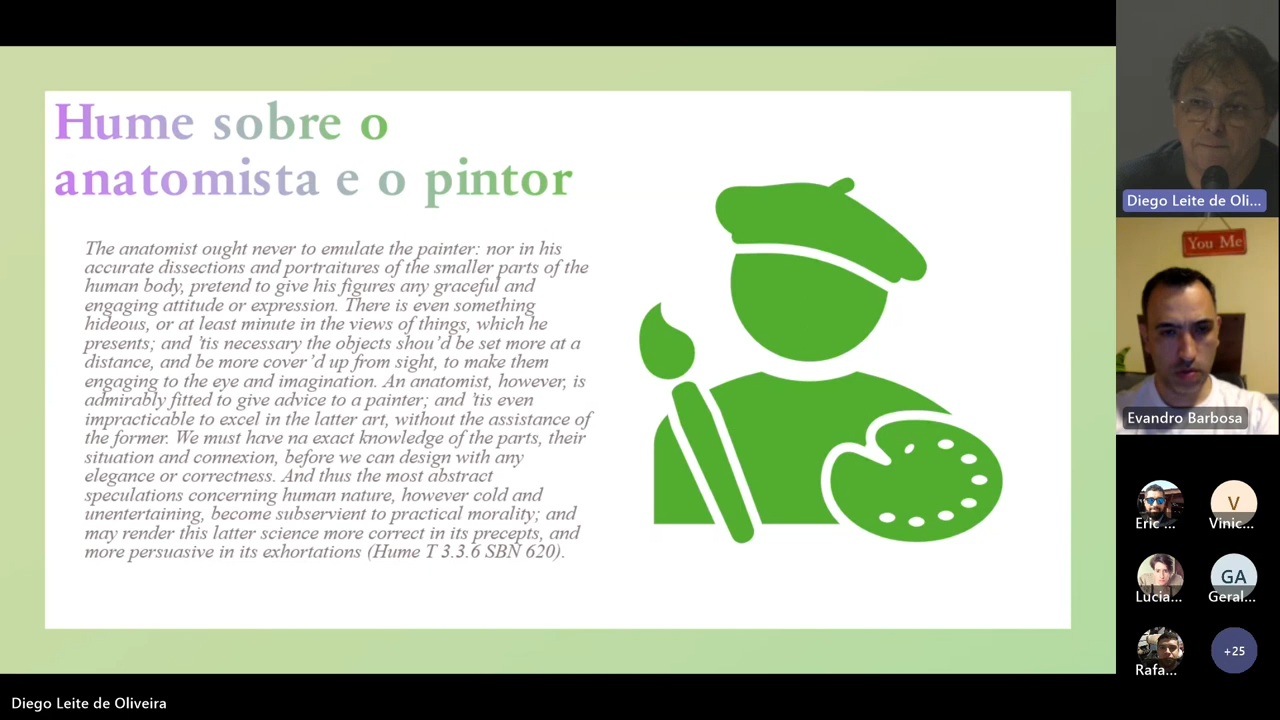 Hume sobre o
anatomista e o pintor
The anatomist ought never to emulate the painter: nor in his
accurate dissections and portraitures of the smaller parts of the
human body, pretend to give his figures any graceful and
engaging attitude or expression. There is even something
hideous, or at least minute in the views of things, which he
presents; and 'tis necessary the objects shou'd be set more at a
distance, and be more cover'd up from sight, to make them
engaging to the eye and imagination. An anatomist, however, is
admirably fitted to give advice to a painter; and 'tis even
impracticable to excel in the latter art, without the assistance of
the former. We must have na exact knowledge of the parts, their
situation and connexion, before we can design with any
elegance or correctness. And thus the most abstract
speculations concerning human nature, however cold and
unentertaining, become subservient to practical morality; and
may render this latter science more correct in its precepts, and
more persuasive in its exhortations (Hume T 3.3.6 SBN 620).
Diego Leite de Oli...
You Me
Evandro Barbosa
Eric ...
V
Vinic...
Lucia...
GA
Geral...
Rafa...
+25
Diego Leite de Oliveira